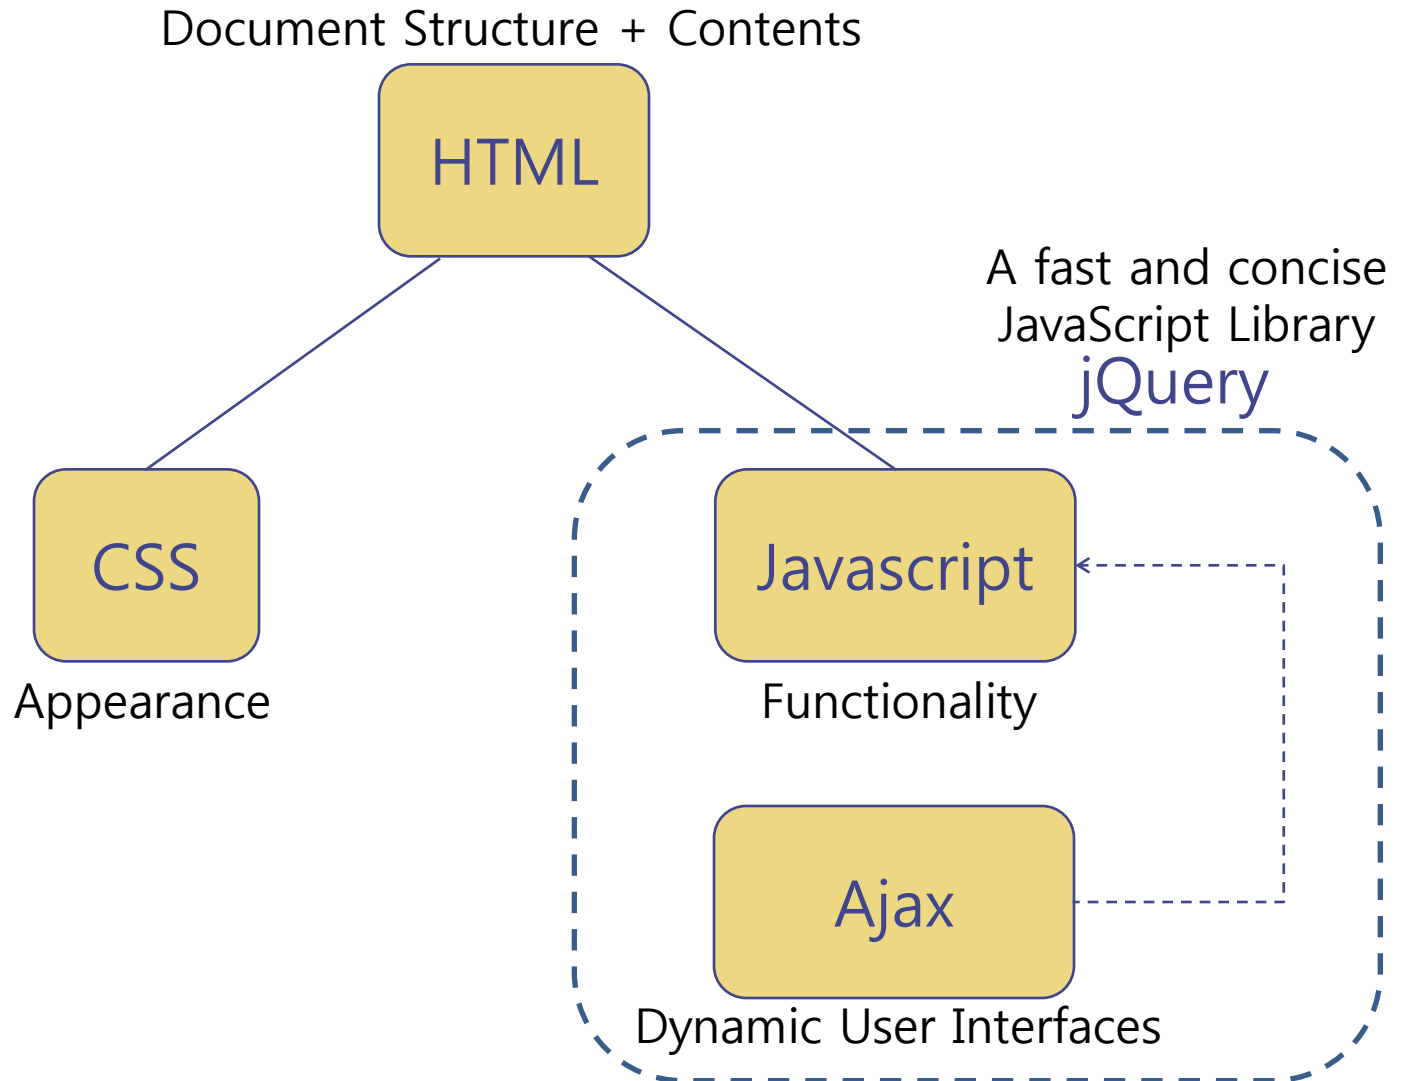 Document Structure + Contents
HTML
A fast and concise
JavaScript Library
jQuery
CSS
Javascript
Appearance
Functionality
Ajax
Dynamic User Interfaces